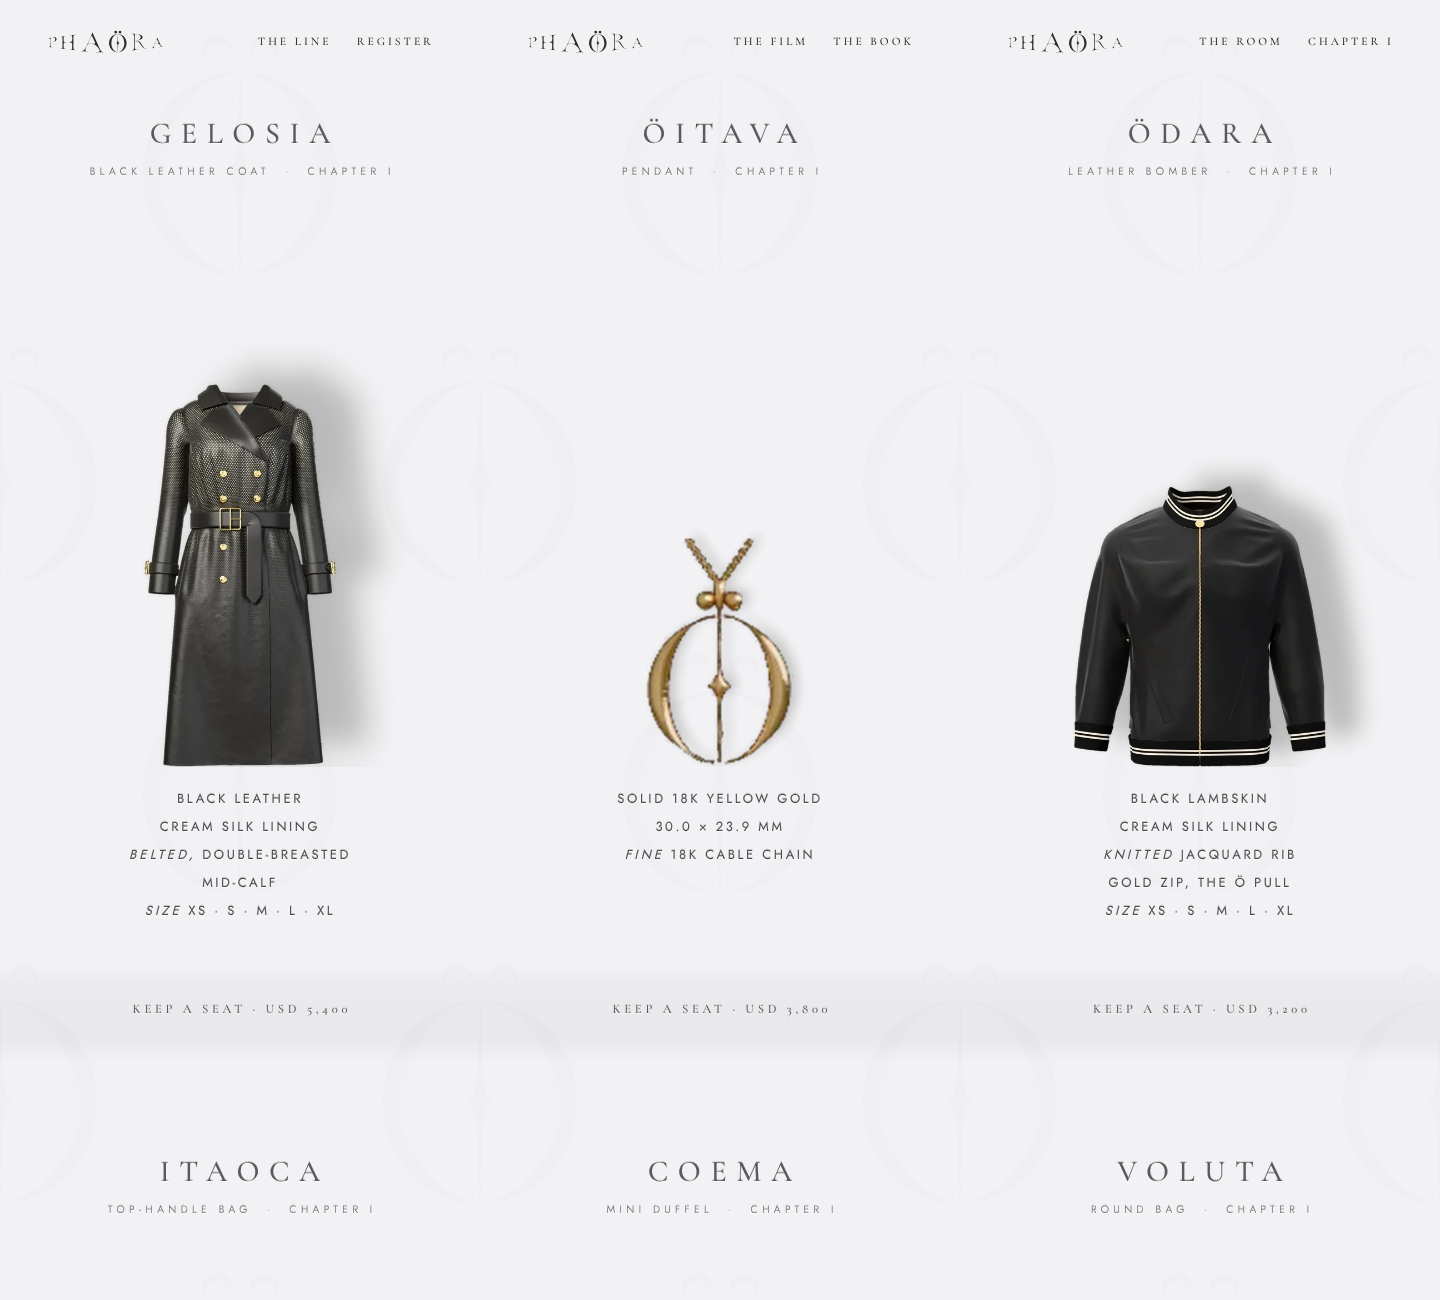 PHAÖRA THE LINE REGISTER PHAÖRA THE FILM THE BOOK PHAÖRA THE ROOM CHAPTER I
GELOSIA
BLACK LEATHER COAT · CHAPTER I
ÖITAVA
PENDANT · CHAPTER I
ÖDARA
LEATHER BOMBER · CHAPTER I
BLACK LEATHER
CREAM SILK LINING
BELTED, DOUBLE-BREASTED
MID-CALF
SIZE XS · S · M · L · XL
SOLID 18K YELLOW GOLD
30.0 × 23.9 MM
FINE 18K CABLE CHAIN
BLACK LAMBSKIN
CREAM SILK LINING
KNITTED JACQUARD RIB
GOLD ZIP, THE Ö PULL
SIZE XS · S · M · L · XL
KEEP A SEAT · USD 5,400
KEEP A SEAT · USD 3,800
KEEP A SEAT · USD 3,200
ITAOCA
TOP-HANDLE BAG · CHAPTER I
COEMA
MINI DUFFEL · CHAPTER I
VOLUTA
ROUND BAG · CHAPTER I